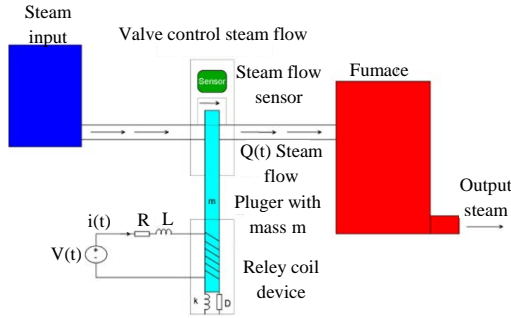 Steam
input
Valve control steam flow
Sensor
Steam flow
sensor
Fumace
Q(t) Steam
flow
m
Pluger with
mass m
Output
steam
i(t)
R
L
V(t)
Reley coil
device
k
D